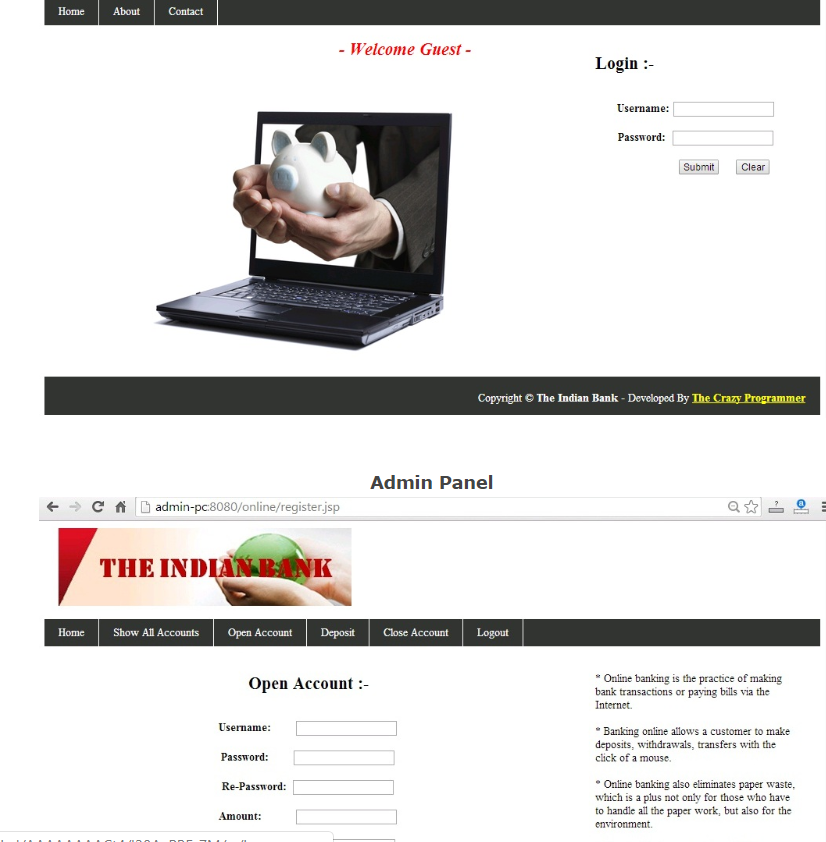 Home About Contact
- Welcome Guest -
Login :-
Username:
Password:
Submit Clear
Copyright © The Indian Bank - Developed By The Crazy Programmer
Admin Panel
admin-pc:8080/online/register.jsp
THE INDIAN BANK
Home Show All Accounts Open Account Deposit Close Account Logout
Open Account :-
Username:
Password:
Re-Password:
Amount:
* Online banking is the practice of making
bank transactions or paying bills via the
Internet.
* Banking online allows a customer to make
deposits, withdrawals, transfers with the
click of a mouse.
* Online banking also eliminates paper waste,
which is a plus not only for those who have
to handle all the paper work, but also for the
environment.